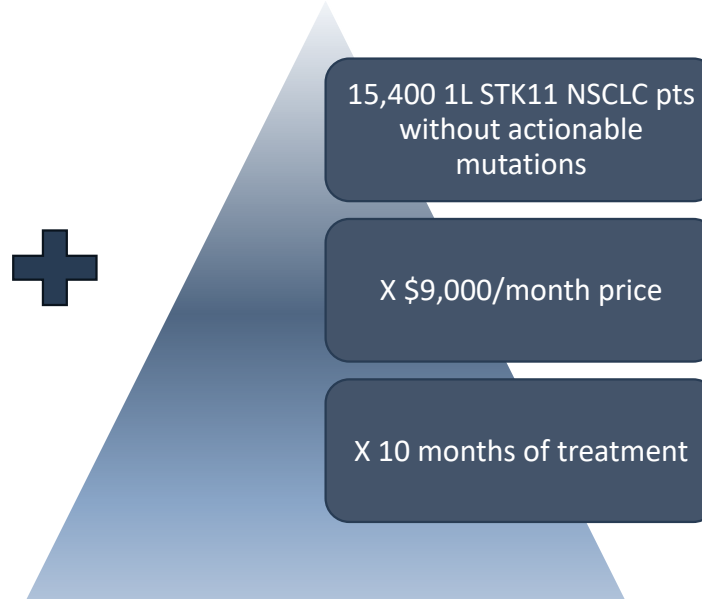 15,400 1L STK11 NSCLC pts
without actionable
mutations
X $9,000/month price
X 10 months of treatment